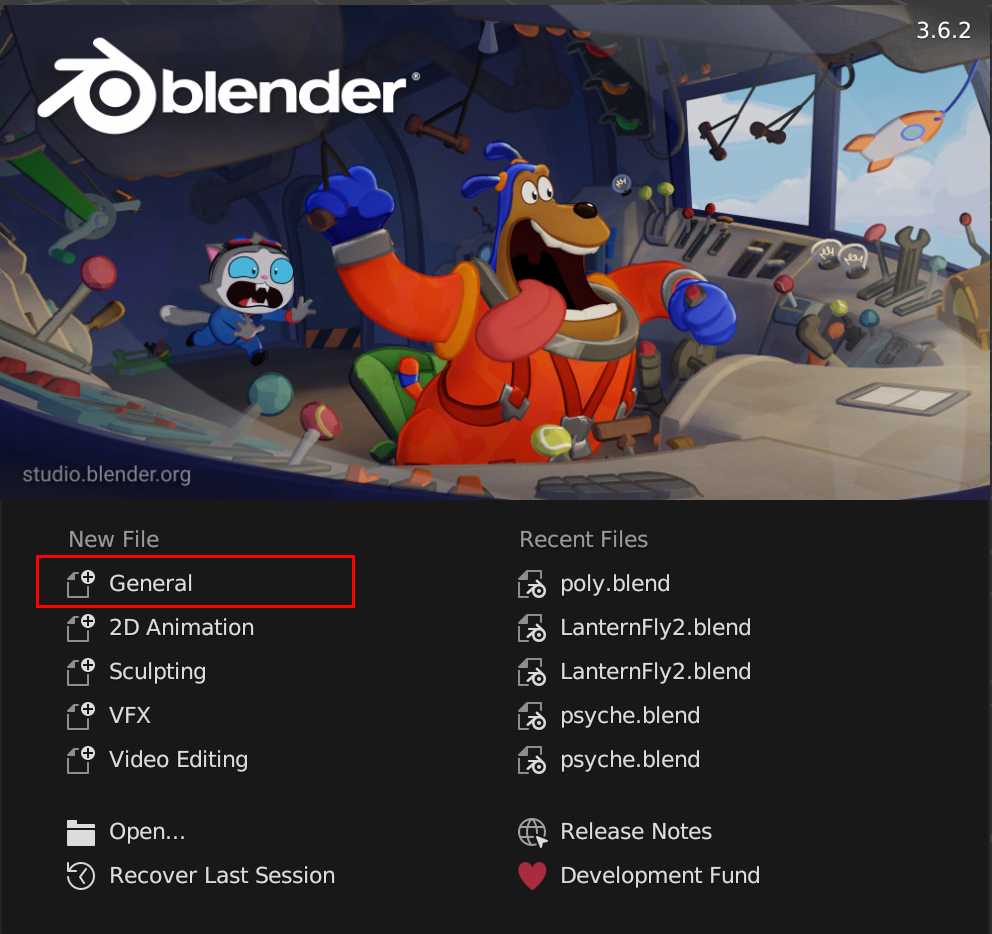 3.6.2
blender®
studio.blender.org
New File
General
2D Animation
Sculpting
VFX
Video Editing
Open...
Recover Last Session
Recent Files
poly.blend
LanternFly2.blend
LanternFly2.blend
psyche.blend
psyche.blend
Release Notes
Development Fund